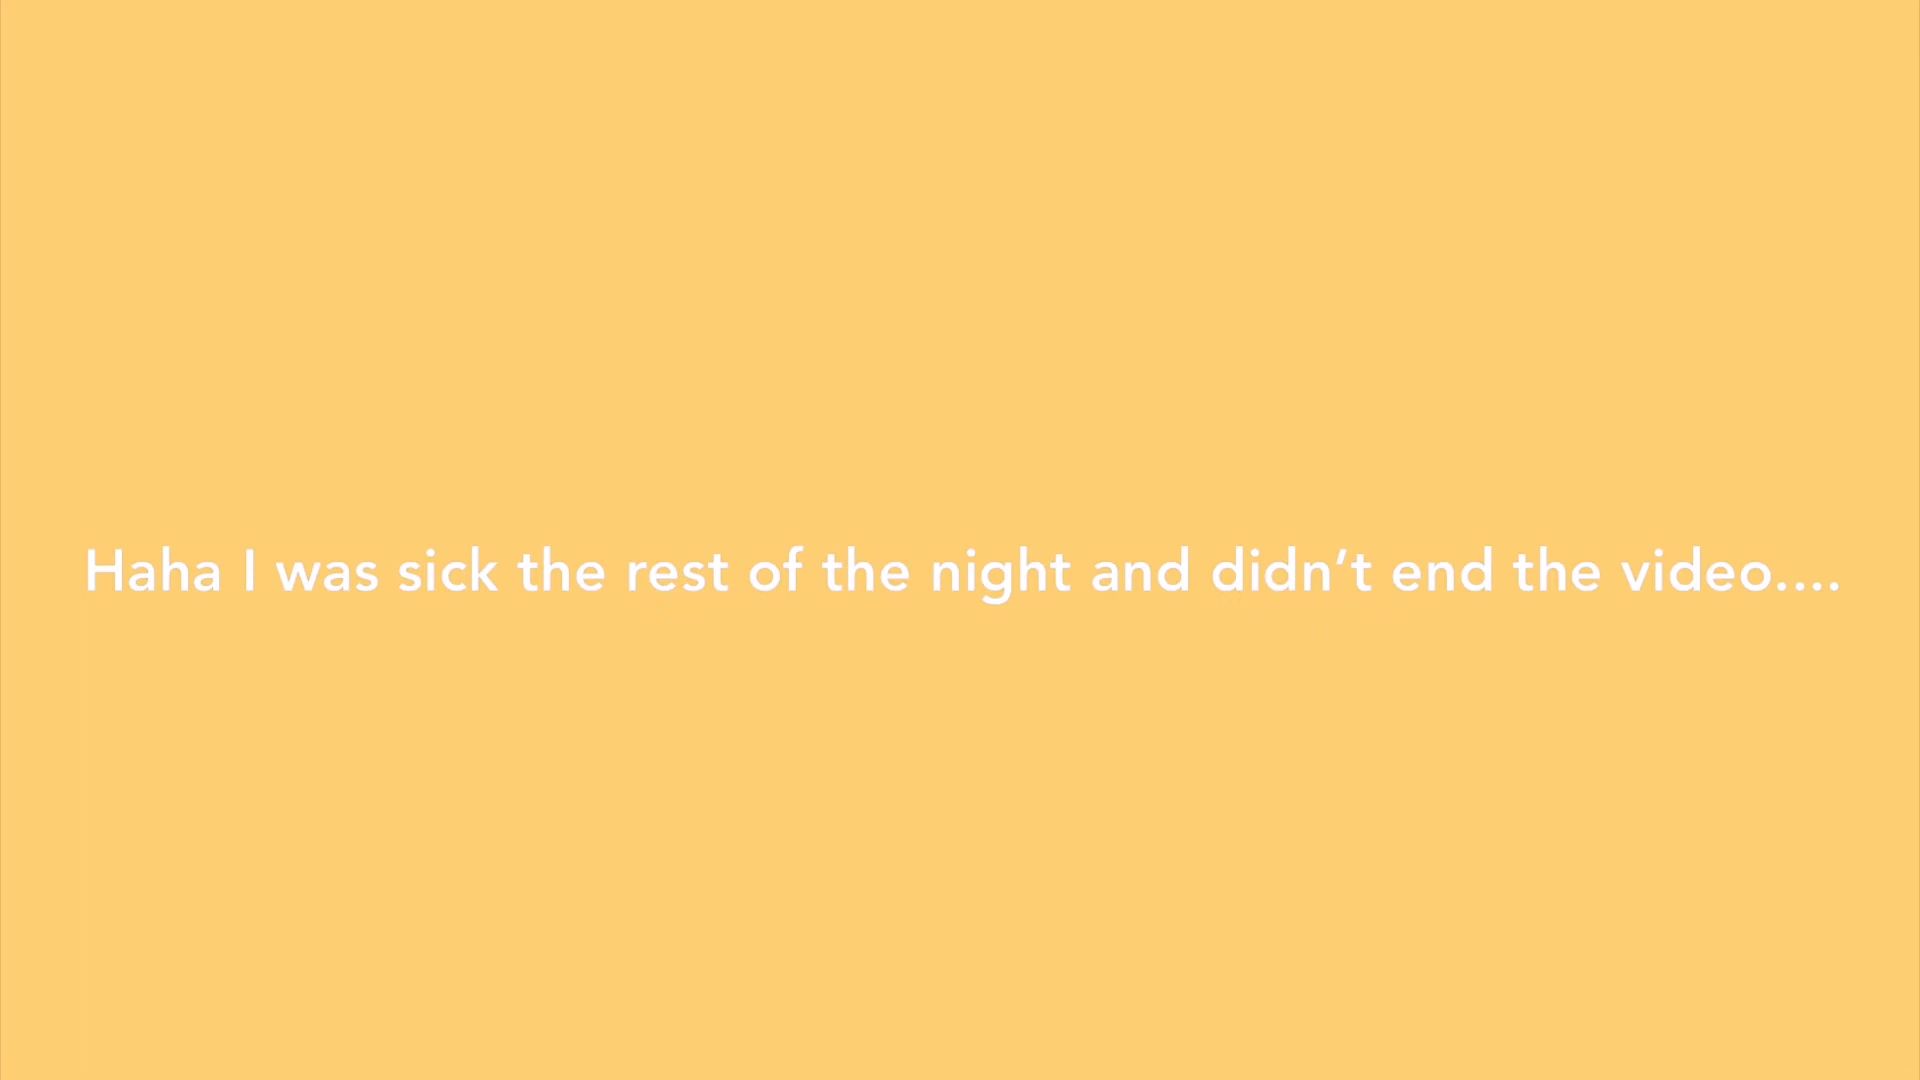 Haha I was sick the rest of the night and didn’t end the video....